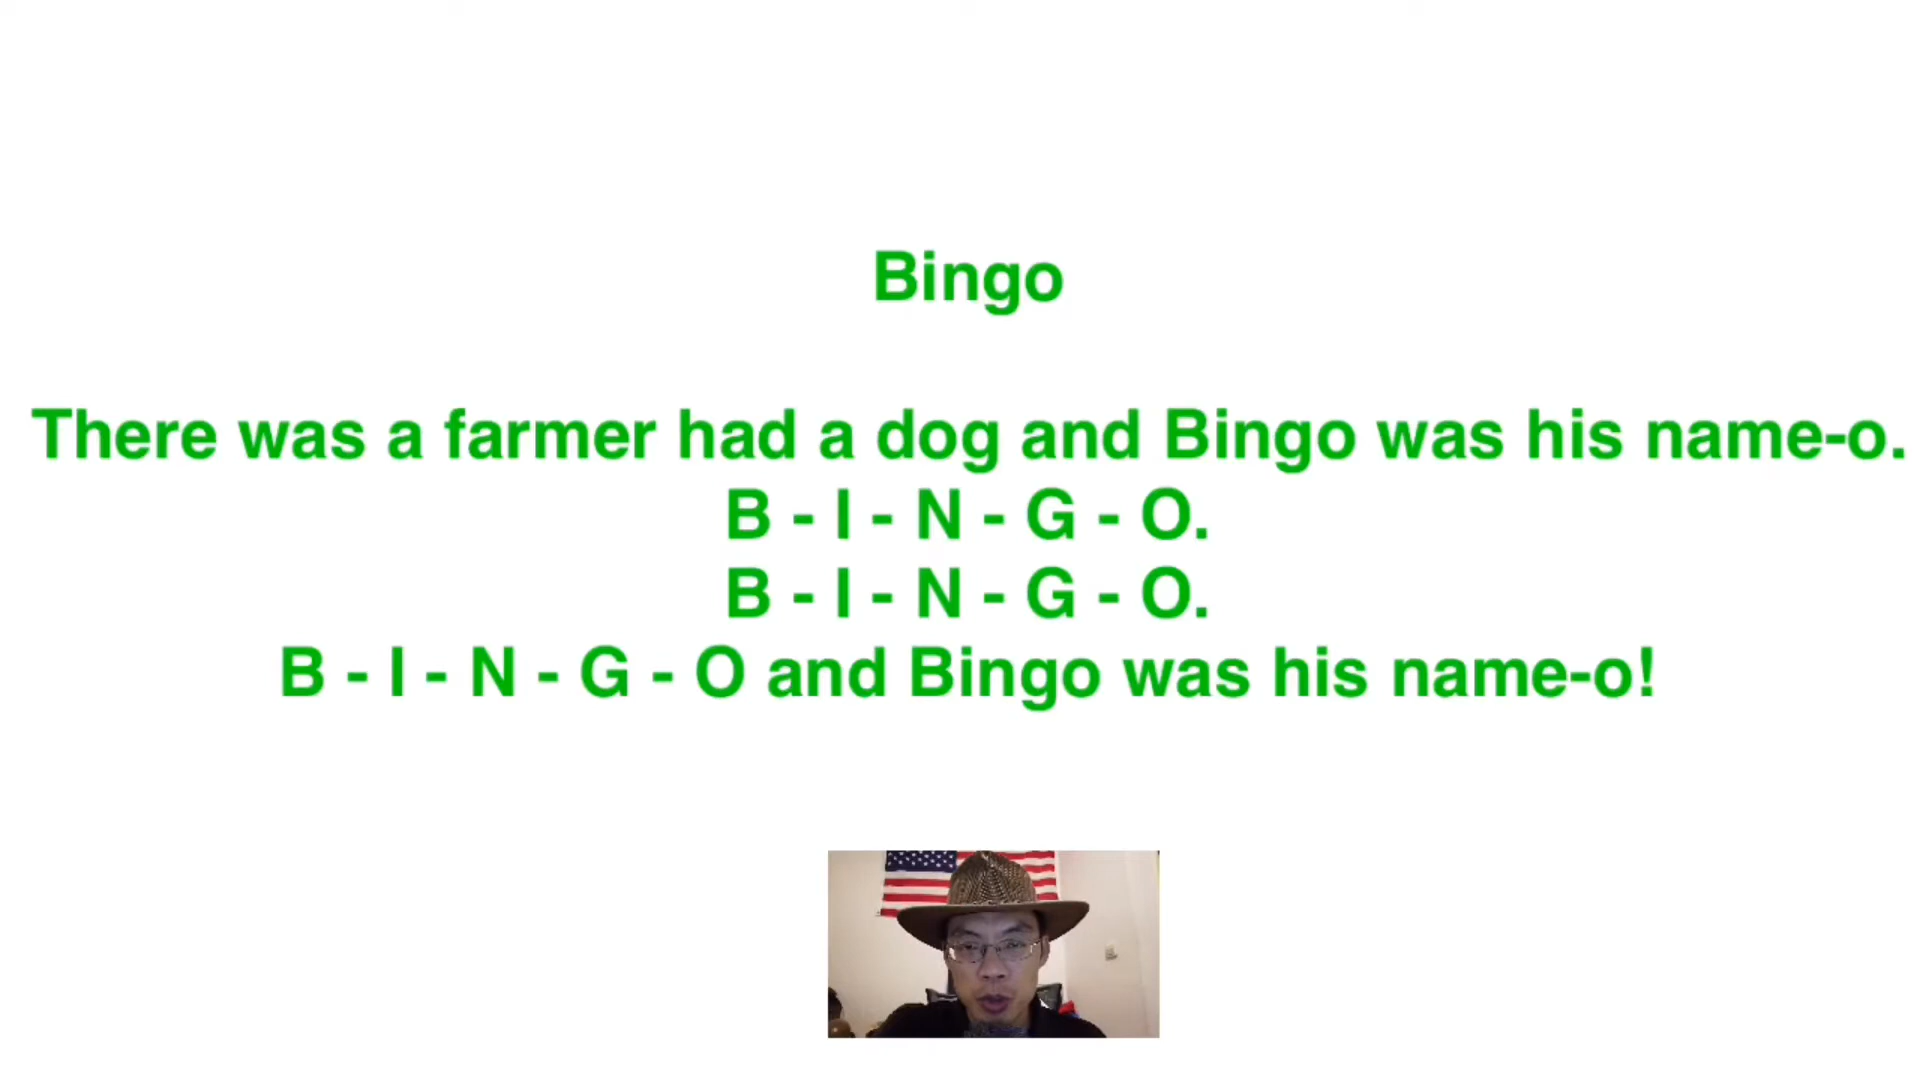 Bingo
There was a farmer had a dog and Bingo was his name-o.
B - I - N - G - O.
B - I - N - G - O.
B - I - N - G - O and Bingo was his name-o!